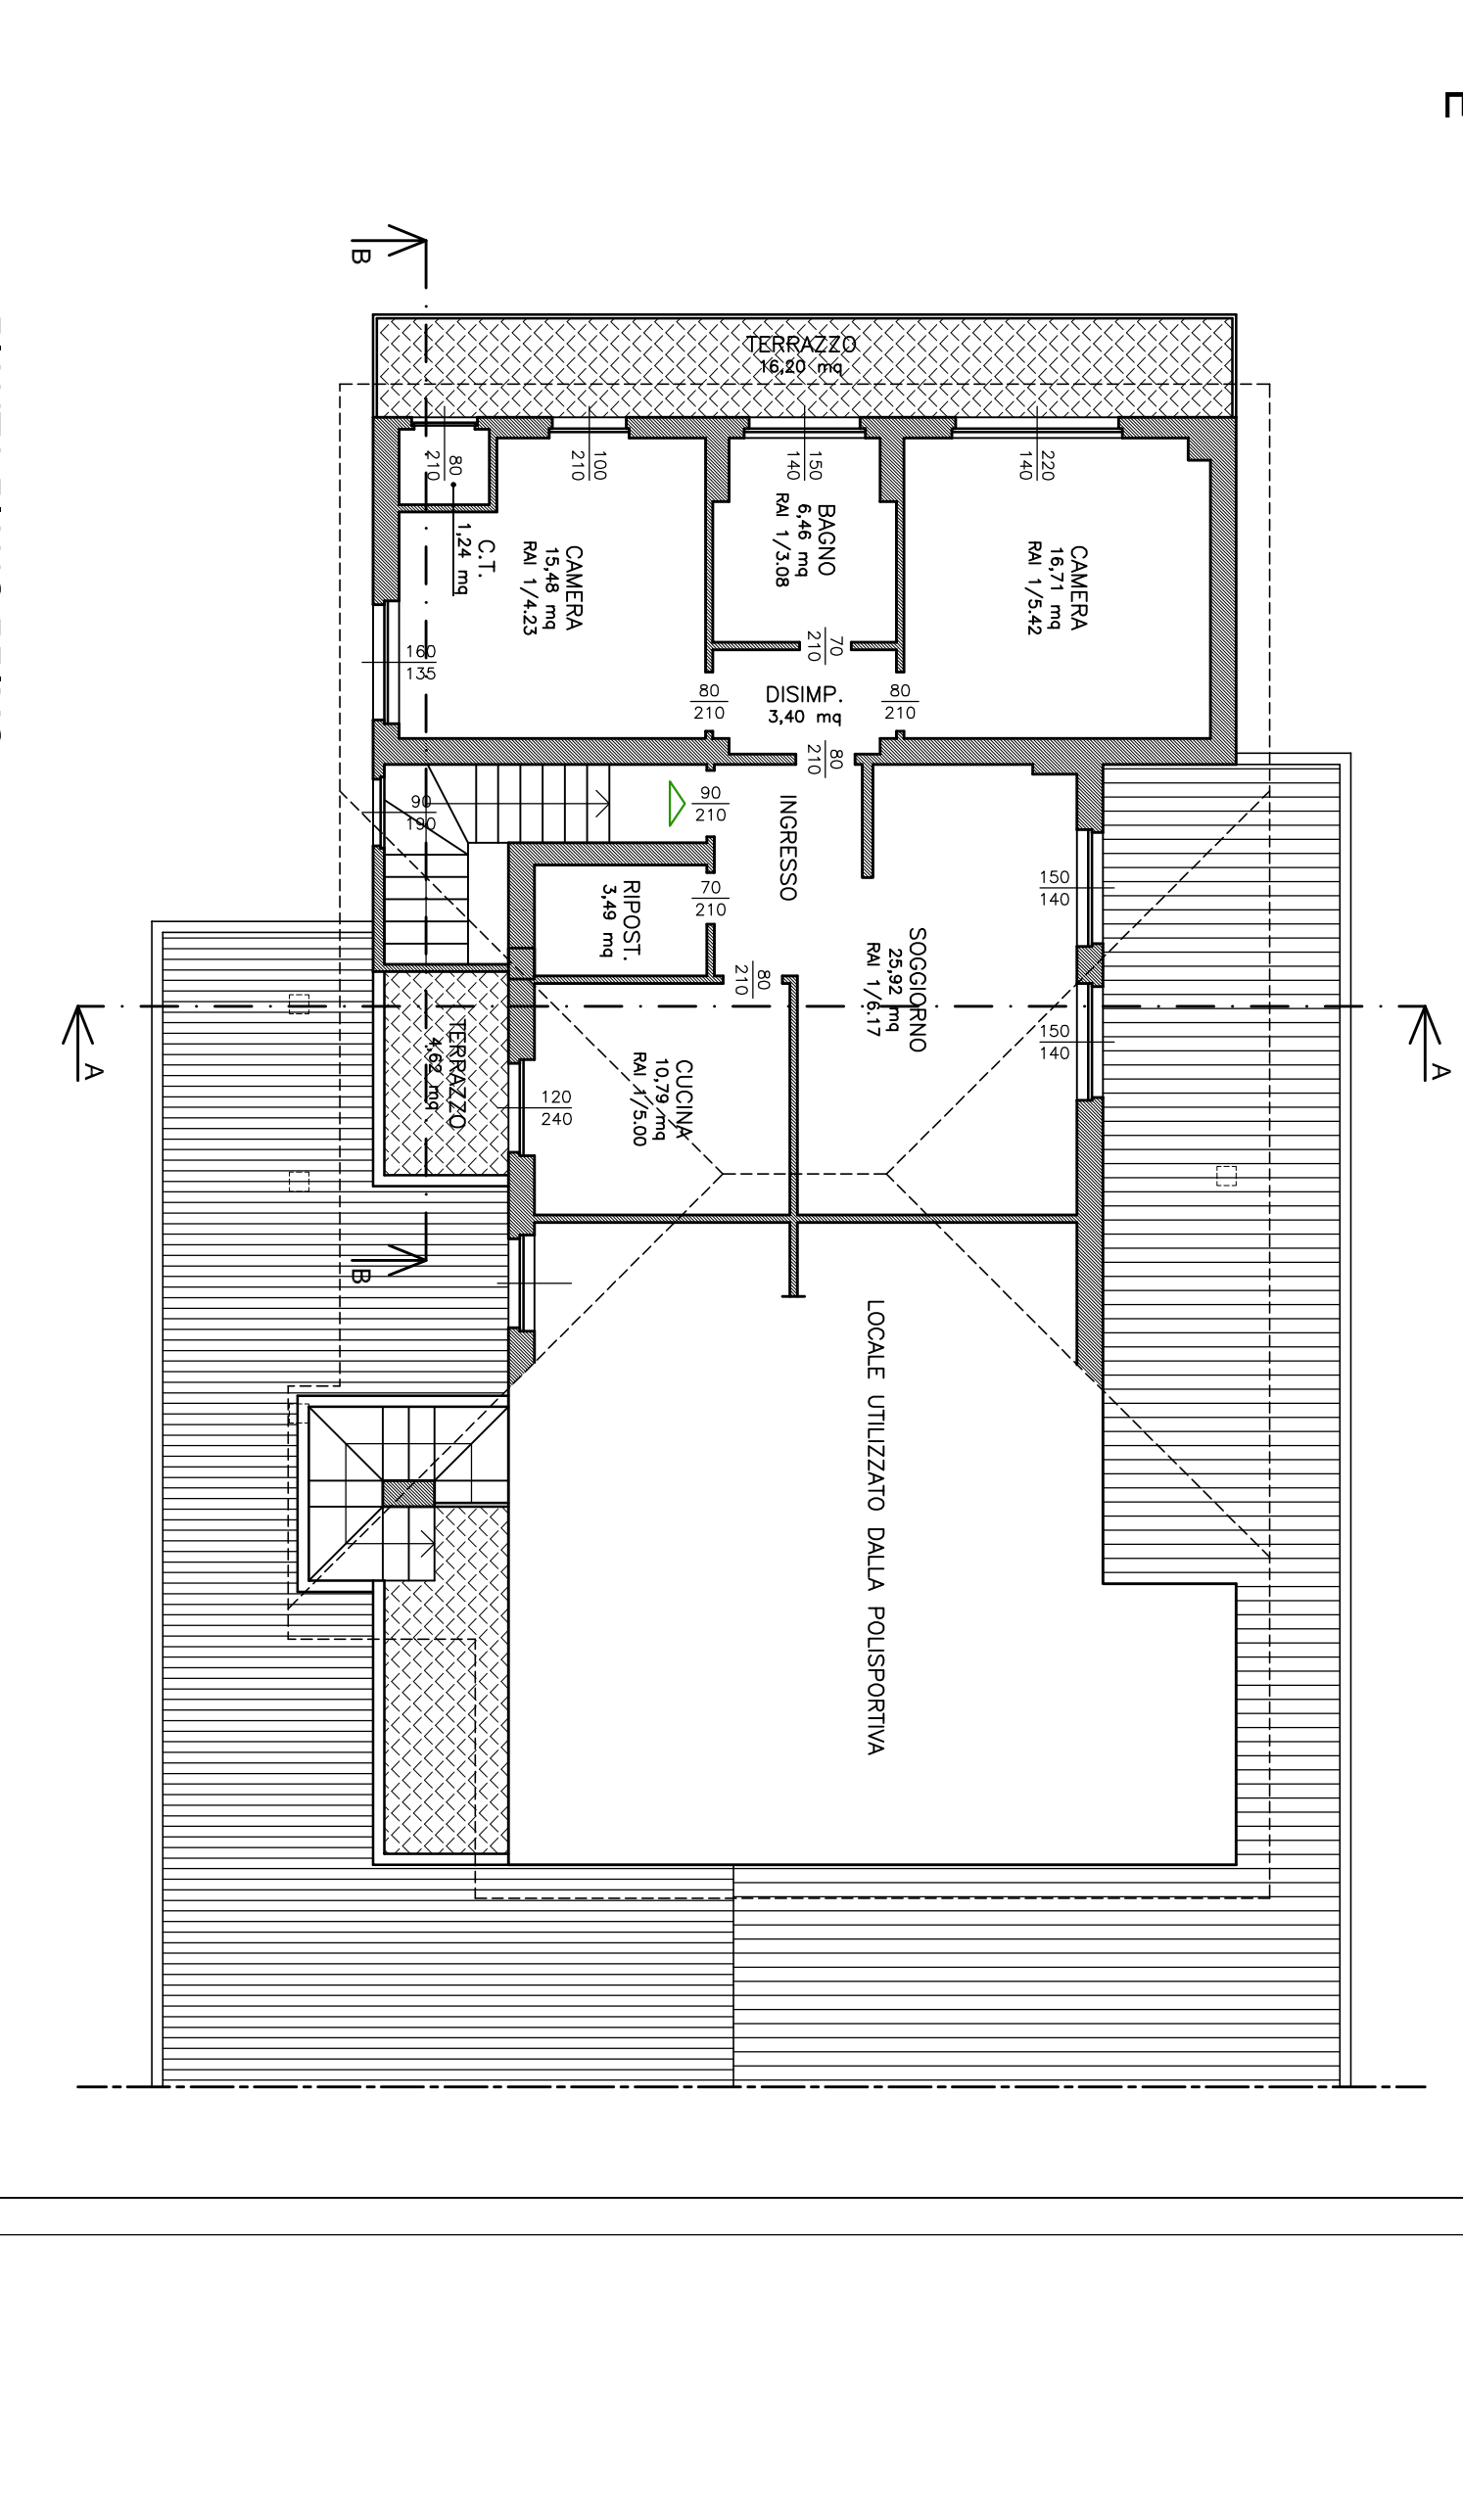 B
TERRAZZO
16,20 mq
80
210
100
210
150
140
220
140
C.T.
1,24 mq
CAMERA
15,48 mq
RAI 1/4.23
BAGNO
6,46 mq
RAI 1/3.08
CAMERA
16,71 mq
RAI 1/5.42
160
135
70
210
80
210
DISIMP.
3,40 mq
80
210
80
210
90
190
90
210
INGRESSO
RIPOST.
3,49 mq
70
210
150
140
SOGGIORNO
25,92 mq
RAI 1/6.17
80
210
A
A
TERRAZZO
4,62 mq
120
240
CUCINA
10,79 mq
RAI 1/5.00
150
140
B
LOCALE UTILIZZATO DALLA POLISPORTIVA